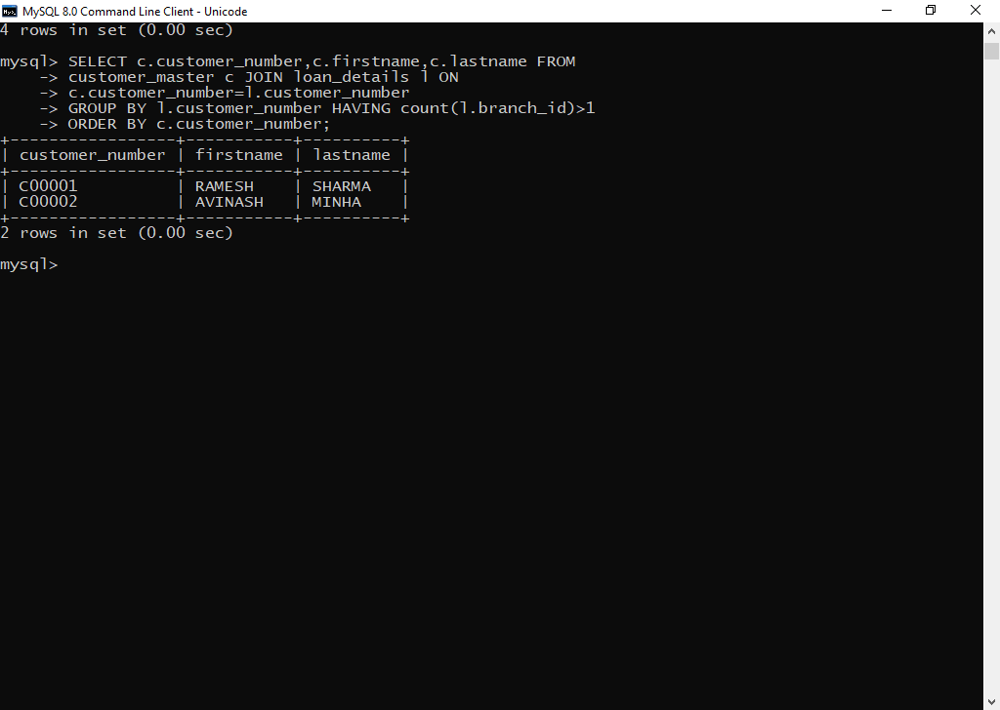 MySQL 8.0 Command Line Client - Unicode
4 rows in set (0.00 sec)
mysql> SELECT c.customer_number,c.firstname,c.lastname FROM
    -> customer_master c JOIN loan_details l ON
    -> c.customer_number=l.customer_number
    -> GROUP BY l.customer_number HAVING count(l.branch_id)>1
    -> ORDER BY c.customer_number;
+-----------------+-----------+----------+
| customer_number | firstname | lastname |
+-----------------+-----------+----------+
| C00001          | RAMESH    | SHARMA   |
| C00002          | AVINASH   | MINHA    |
+-----------------+-----------+----------+
2 rows in set (0.00 sec)
mysql>